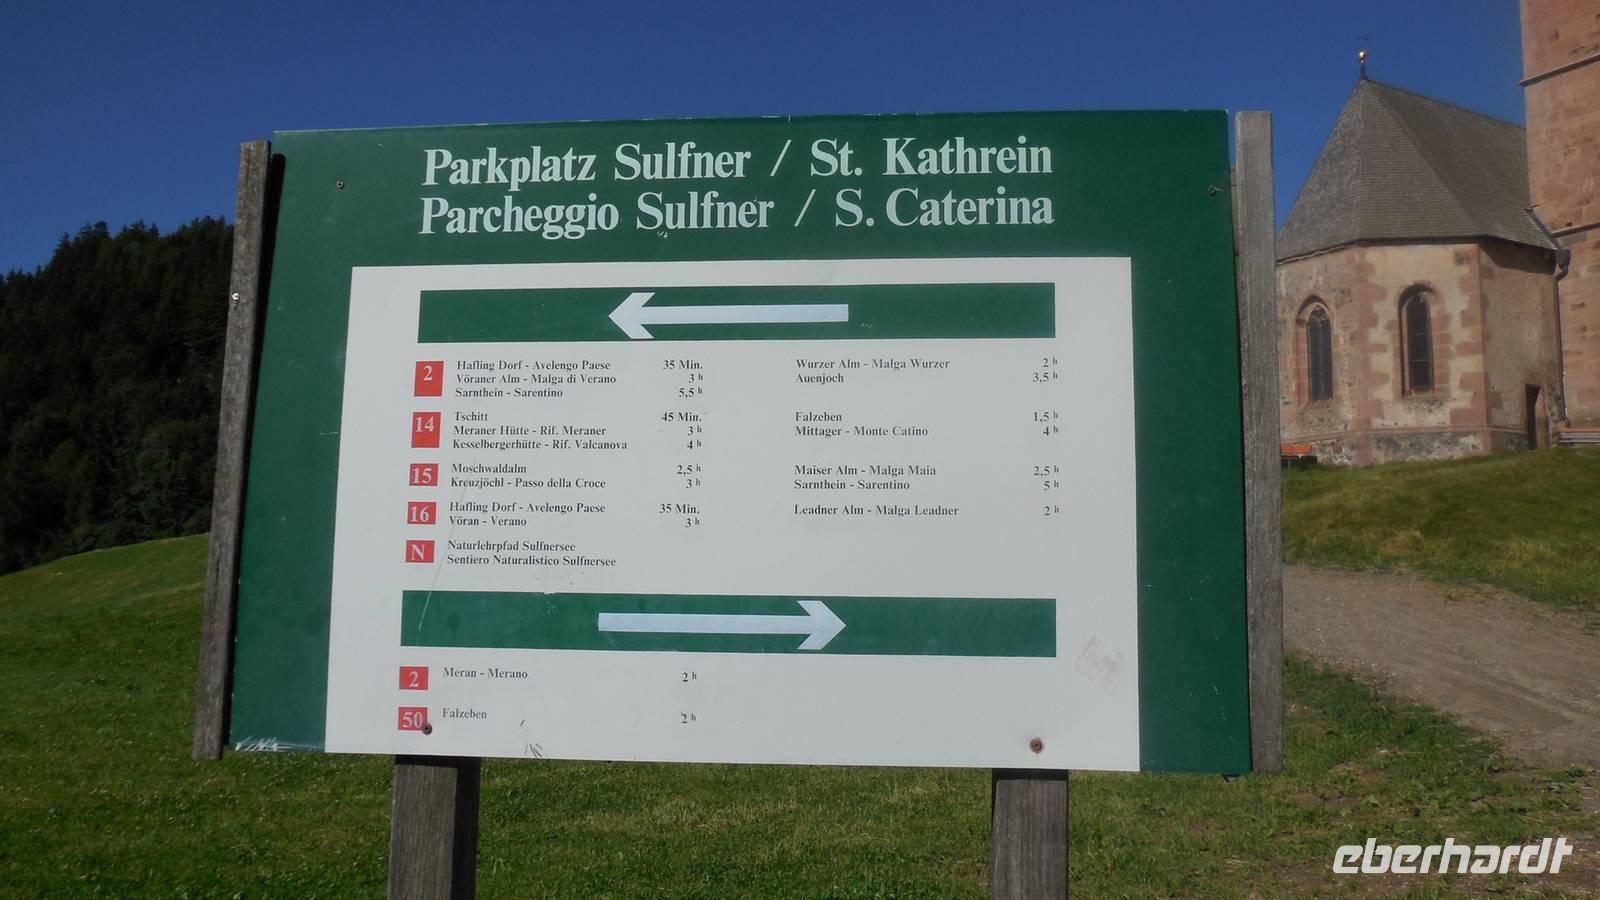 Parkplatz Sulfner / St. Kathrein
Parcheggio Sulfner / S. Caterina
2 Hafling Dorf - Avelengo Paese 35 Min. Wurzer Alm - Malga Wurzer 2 h
Vöraner Alm - Malga di Verano 3 h Auenjoch 3,5 h
Sarnthein - Sarentino 5,5 h
14 Tschitt 45 Min. Falzeben 1,5 h
Meraner Hütte - Rif. Meraner 3 h Mittager - Monte Catino 4 h
Kesselbergerhütte - Rif. Valcanova 4 h
15 Moschwaldalm 2,5 h Maiser Alm - Malga Maia 2,5 h
Kreuzjöchl - Passo della Croce 3 h Sarnthein - Sarentino 5 h
16 Hafling Dorf - Avelengo Paese 35 Min. Leadner Alm - Malga Leadner 2 h
Vöran - Verano 3 h
N Naturlehrpfad Sulfnersee
Sentiero Naturalistico Sulfnersee
2 Meran - Merano 2 h
50 Falzeben 2 h
eberhardt